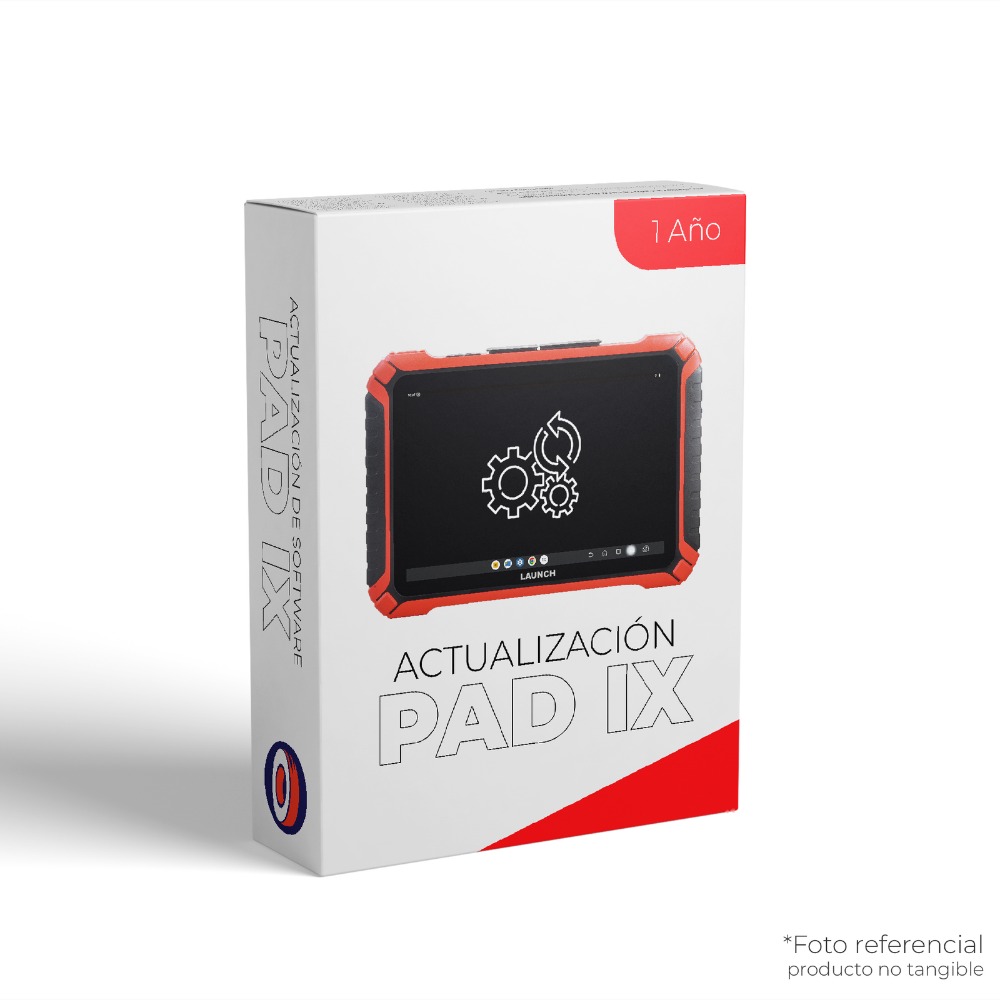 1 Año
LAUNCH
ACTUALIZACIÓN
PAD IX
ACTUALIZACIÓN DE SOFTWARE
PAD IX
*Foto referencial
producto no tangible